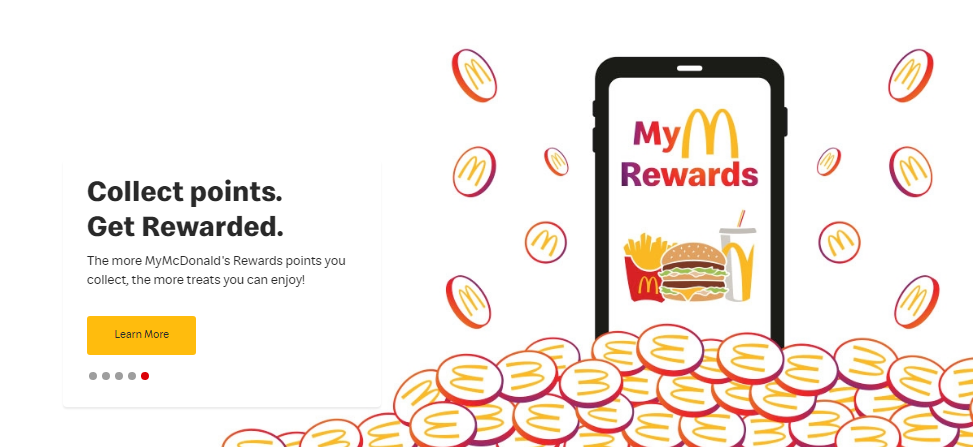 Collect points.
Get Rewarded.
The more MyMcDonald's Rewards points you
collect, the more treats you can enjoy!
Learn More
My
Rewards